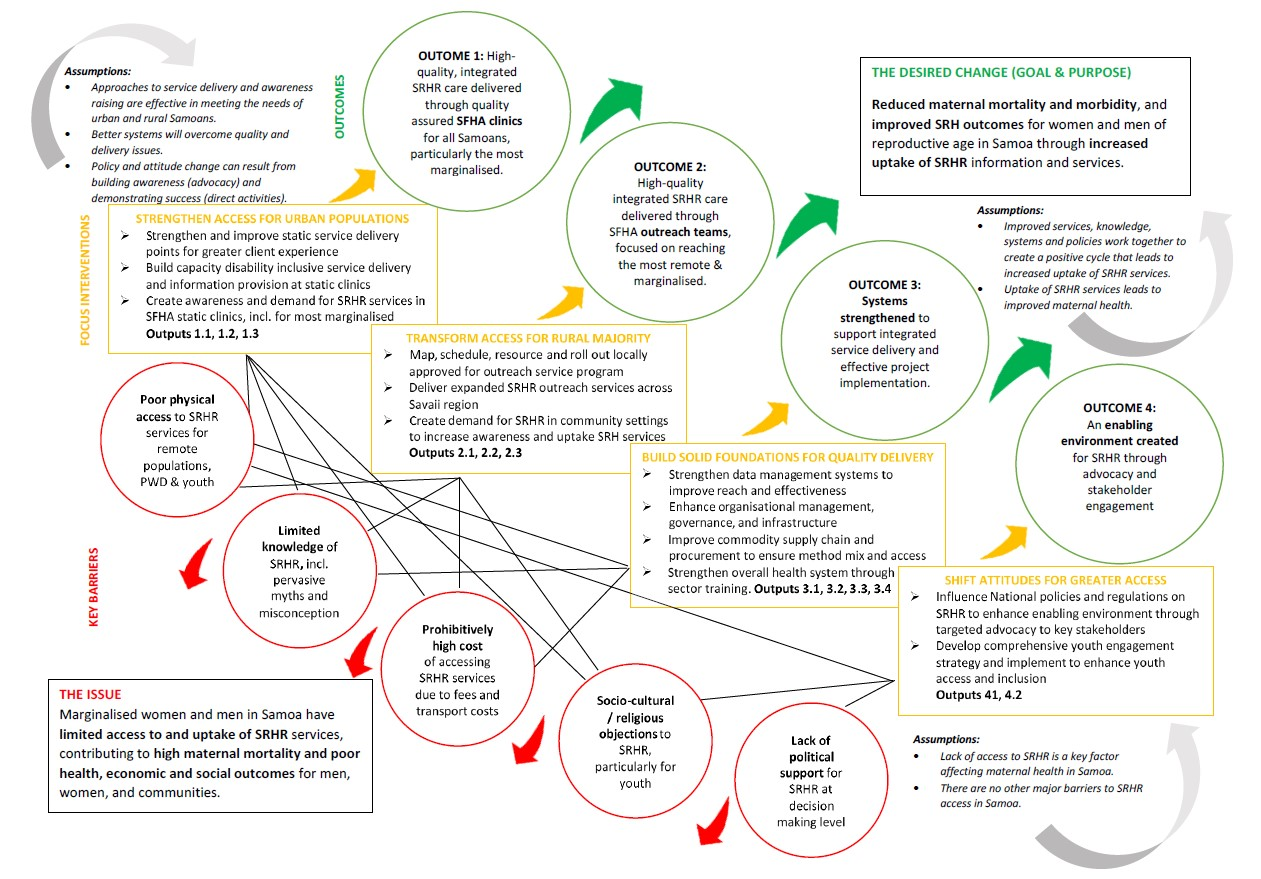 Assumptions:
• Approaches to service delivery and awareness
raising are effective in meeting the needs of
urban and rural Samoans.
• Better systems will overcome quality and
delivery issues.
• Policy and attitude change can result from
building awareness (advocacy) and
demonstrating success (direct activities).
OUTCOMES
OUTOME 1: High-
quality, integrated
SRHR care delivered
through quality
assured SFHA clinics
for all Samoans,
particularly the most
marginalised.
OUTCOME 2:
High-quality
integrated SRHR care
delivered through
SFHA outreach teams,
focused on reaching
the most remote &
marginalised.
OUTCOME 3:
Systems
strengthened to
support integrated
service delivery and
effective project
implementation.
OUTCOME 4:
An enabling
environment created
for SRHR through
advocacy and
stakeholder
engagement
THE DESIRED CHANGE (GOAL & PURPOSE)
Reduced maternal mortality and morbidity, and
improved SRH outcomes for women and men of
reproductive age in Samoa through increased
uptake of SRHR information and services.
Assumptions:
• Improved services, knowledge,
systems and policies work together to
create a positive cycle that leads to
increased uptake of SRHR services.
• Uptake of SRHR services leads to
improved maternal health.
FOCUS INTERVENTIONS
STRENGTHEN ACCESS FOR URBAN POPULATIONS
➢ Strengthen and improve static service delivery
points for greater client experience
➢ Build capacity disability inclusive service delivery
and information provision at static clinics
➢ Create awareness and demand for SRHR services in
SFHA static clinics, incl. for most marginalised
Outputs 1.1, 1.2, 1.3
TRANSFORM ACCESS FOR RURAL MAJORITY
➢ Map, schedule, resource and roll out locally
approved for outreach service program
➢ Deliver expanded SRHR outreach services across
Savaii region
➢ Create demand for SRHR in community settings
to increase awareness and uptake SRH services
Outputs 2.1, 2.2, 2.3
BUILD SOLID FOUNDATIONS FOR QUALITY DELIVERY
➢ Strengthen data management systems to
improve reach and effectiveness
➢ Enhance organisational management,
governance, and infrastructure
➢ Improve commodity supply chain and
procurement to ensure method mix and access
➢ Strengthen overall health system through
sector training. Outputs 3.1, 3.2, 3.3, 3.4
SHIFT ATTITUDES FOR GREATER ACCESS
➢ Influence National policies and regulations on
SRHR to enhance enabling environment through
targeted advocacy to key stakeholders
➢ Develop comprehensive youth engagement
strategy and implement to enhance youth
access and inclusion
Outputs 41, 4.2
KEY BARRIERS
Poor physical
access to SRHR
services for
remote
populations,
PWD & youth
Limited
knowledge of
SRHR, incl.
pervasive
myths and
misconception
Prohibitively
high cost
of accessing
SRHR services
due to fees and
transport costs
Socio-cultural
/ religious
objections to
SRHR,
particularly for
youth
Lack of
political
support for
SRHR at
decision
making level
THE ISSUE
Marginalised women and men in Samoa have
limited access to and uptake of SRHR services,
contributing to high maternal mortality and poor
health, economic and social outcomes for men,
women, and communities.
Assumptions:
• Lack of access to SRHR is a key factor
affecting maternal health in Samoa.
• There are no other major barriers to SRHR
access in Samoa.